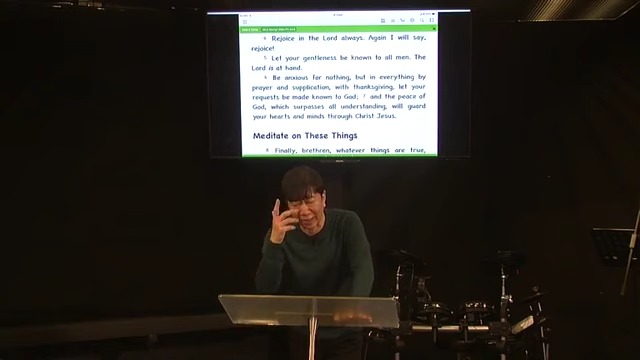 4 Rejoice in the Lord always. Again I will say,
rejoice!
5 Let your gentleness be known to all men. The
Lord is at hand.
6 Be anxious for nothing, but in everything by
prayer and supplication, with thanksgiving, let your
requests be made known to God; 7 and the peace of
God, which surpasses all understanding, will guard
your hearts and minds through Christ Jesus.
Meditate on These Things
8 Finally, brethren, whatever things are true,